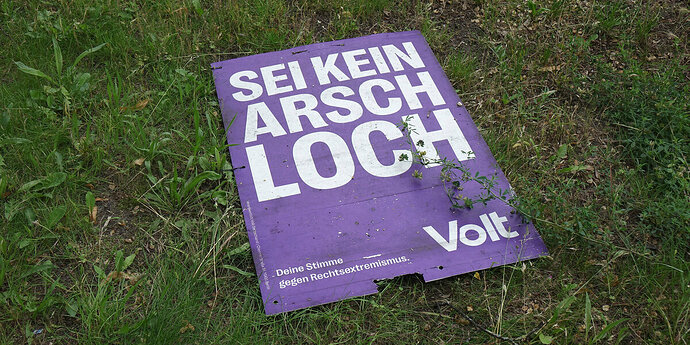 SEI KEIN
ARSCH
LOCH
Volt
Deine Stimme
gegen Rechtsextremismus.